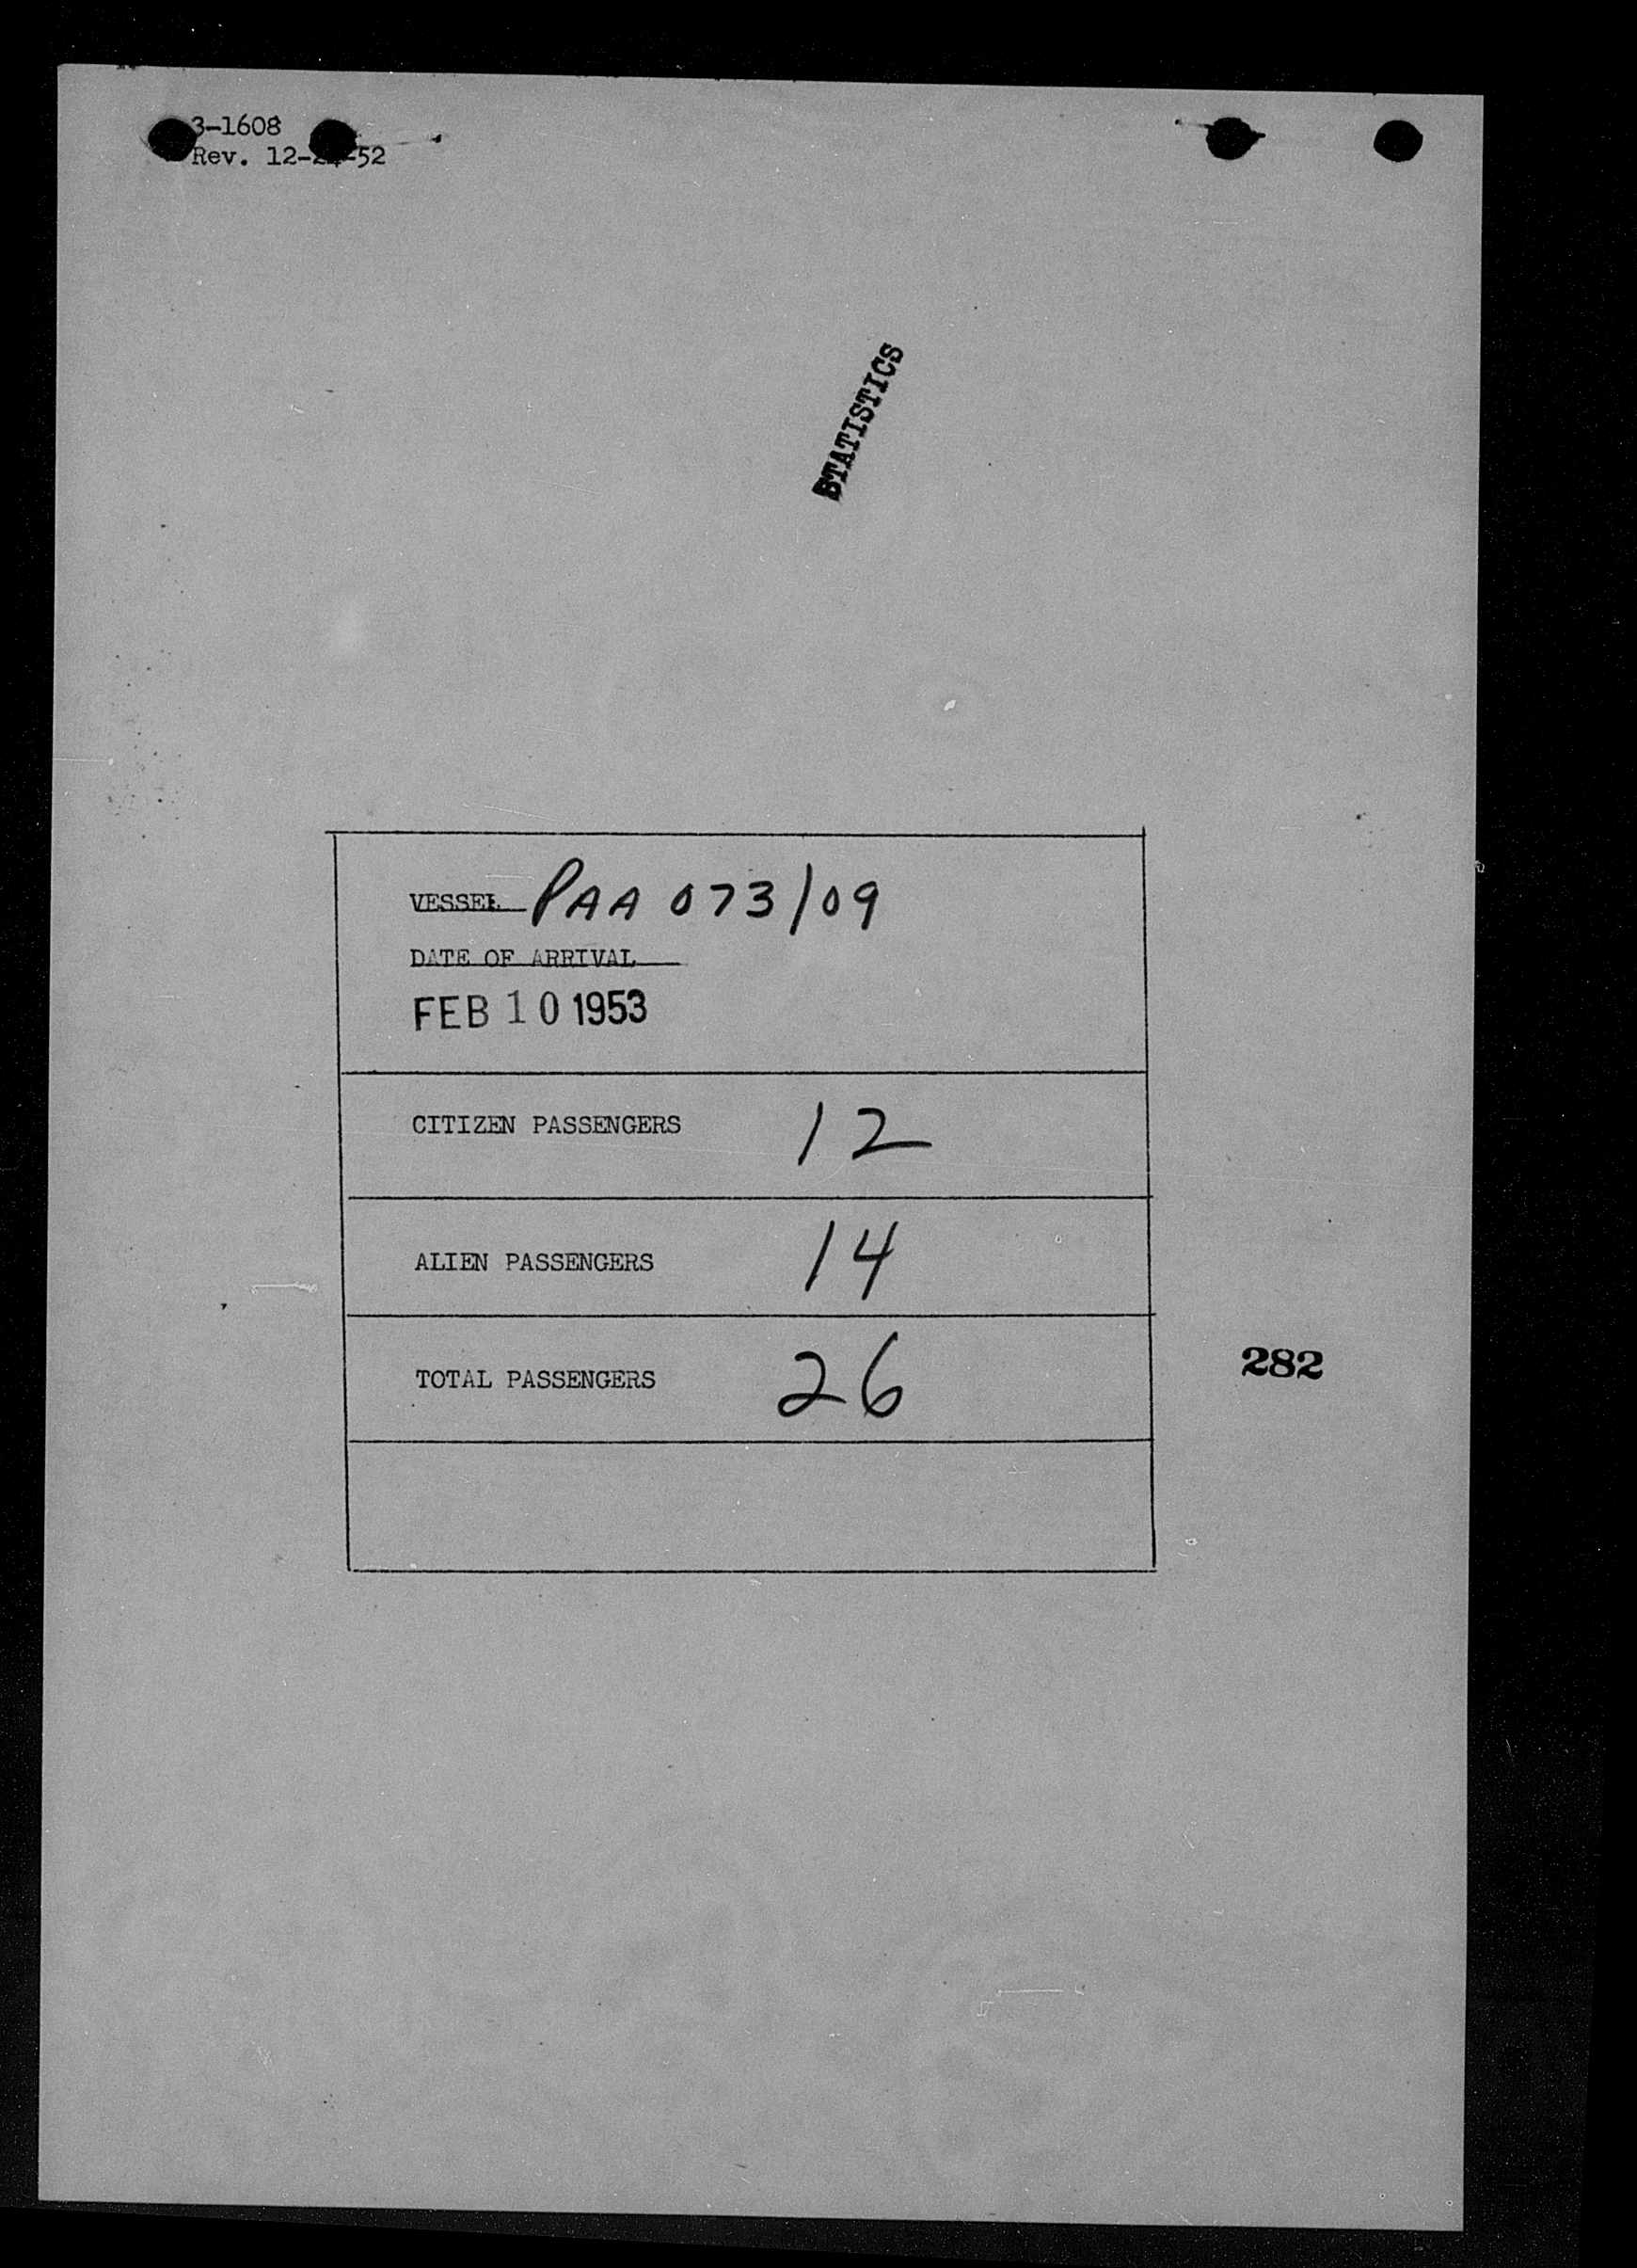 3-1608
Rev. 12-24-52
STATISTICS
VESSEL PAA 073/09
DATE OF ARRIVAL
FEB 10 1953
CITIZEN PASSENGERS 12
ALIEN PASSENGERS 14
TOTAL PASSENGERS 26
282